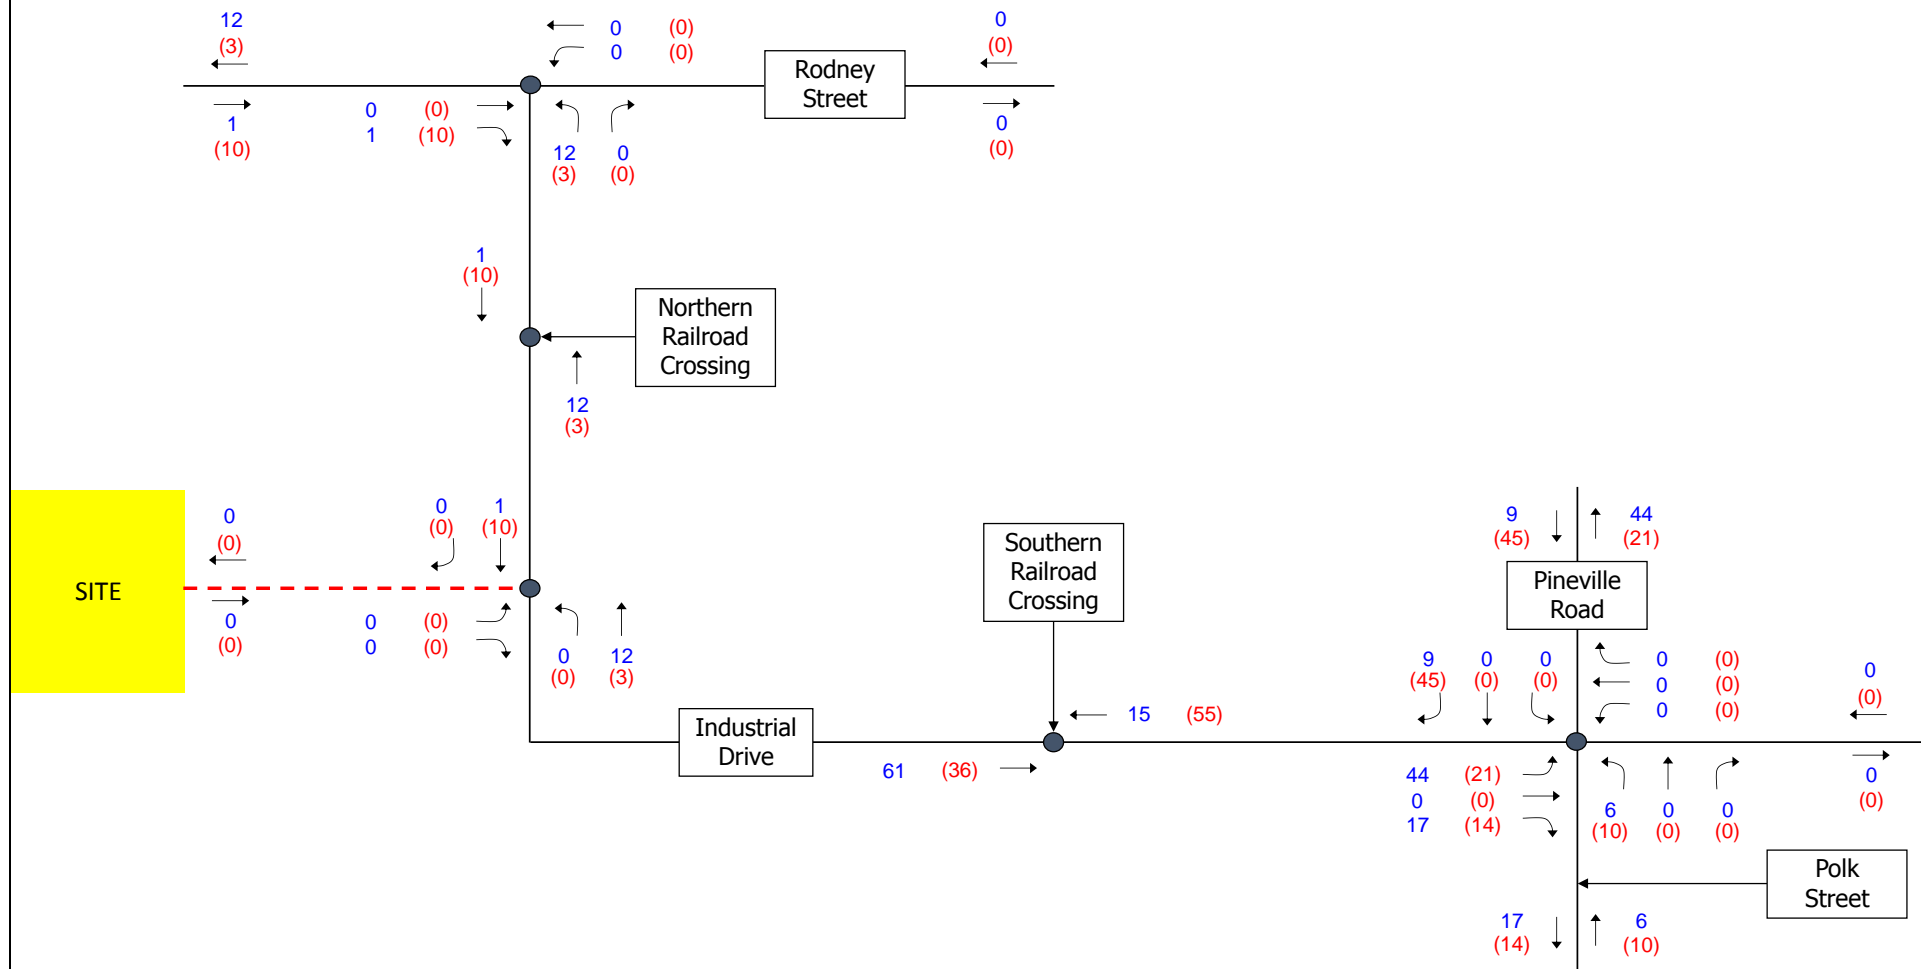 12
(3)
1
(10)
0 (0)
1 (10)
0 (0)
0 (0)
12 0
(3) (0)
Rodney
Street
0
(0)
0
(0)
1
(10)
Northern
Railroad
Crossing
12
(3)
SITE
0
(0)
0
(0)
0 1
(0) (10)
0 (0)
0 (0)
0 12
(0) (3)
Industrial
Drive
Southern
Railroad
Crossing
15 (55)
61 (36)
9 44
(45) (21)
Pineville
Road
9 0 0
(45) (0) (0)
0 (0)
0 (0)
0 (0)
0
(0)
44 (21)
0 (0)
17 (14)
6 0 0
(10) (0) (0)
0
(0)
Polk
Street
17 6
(14) (10)